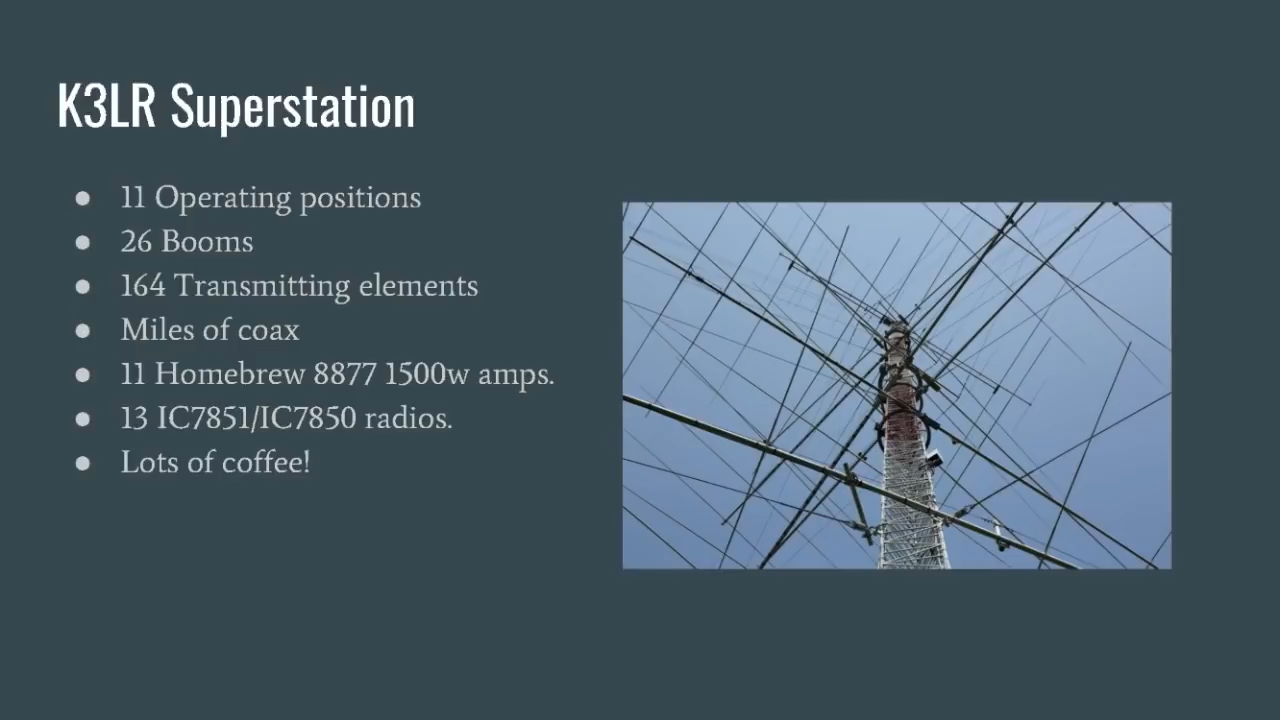 K3LR Superstation
● 11 Operating positions
● 26 Booms
● 164 Transmitting elements
● Miles of coax
● 11 Homebrew 8877 1500w amps.
● 13 IC7851/IC7850 radios.
● Lots of coffee!